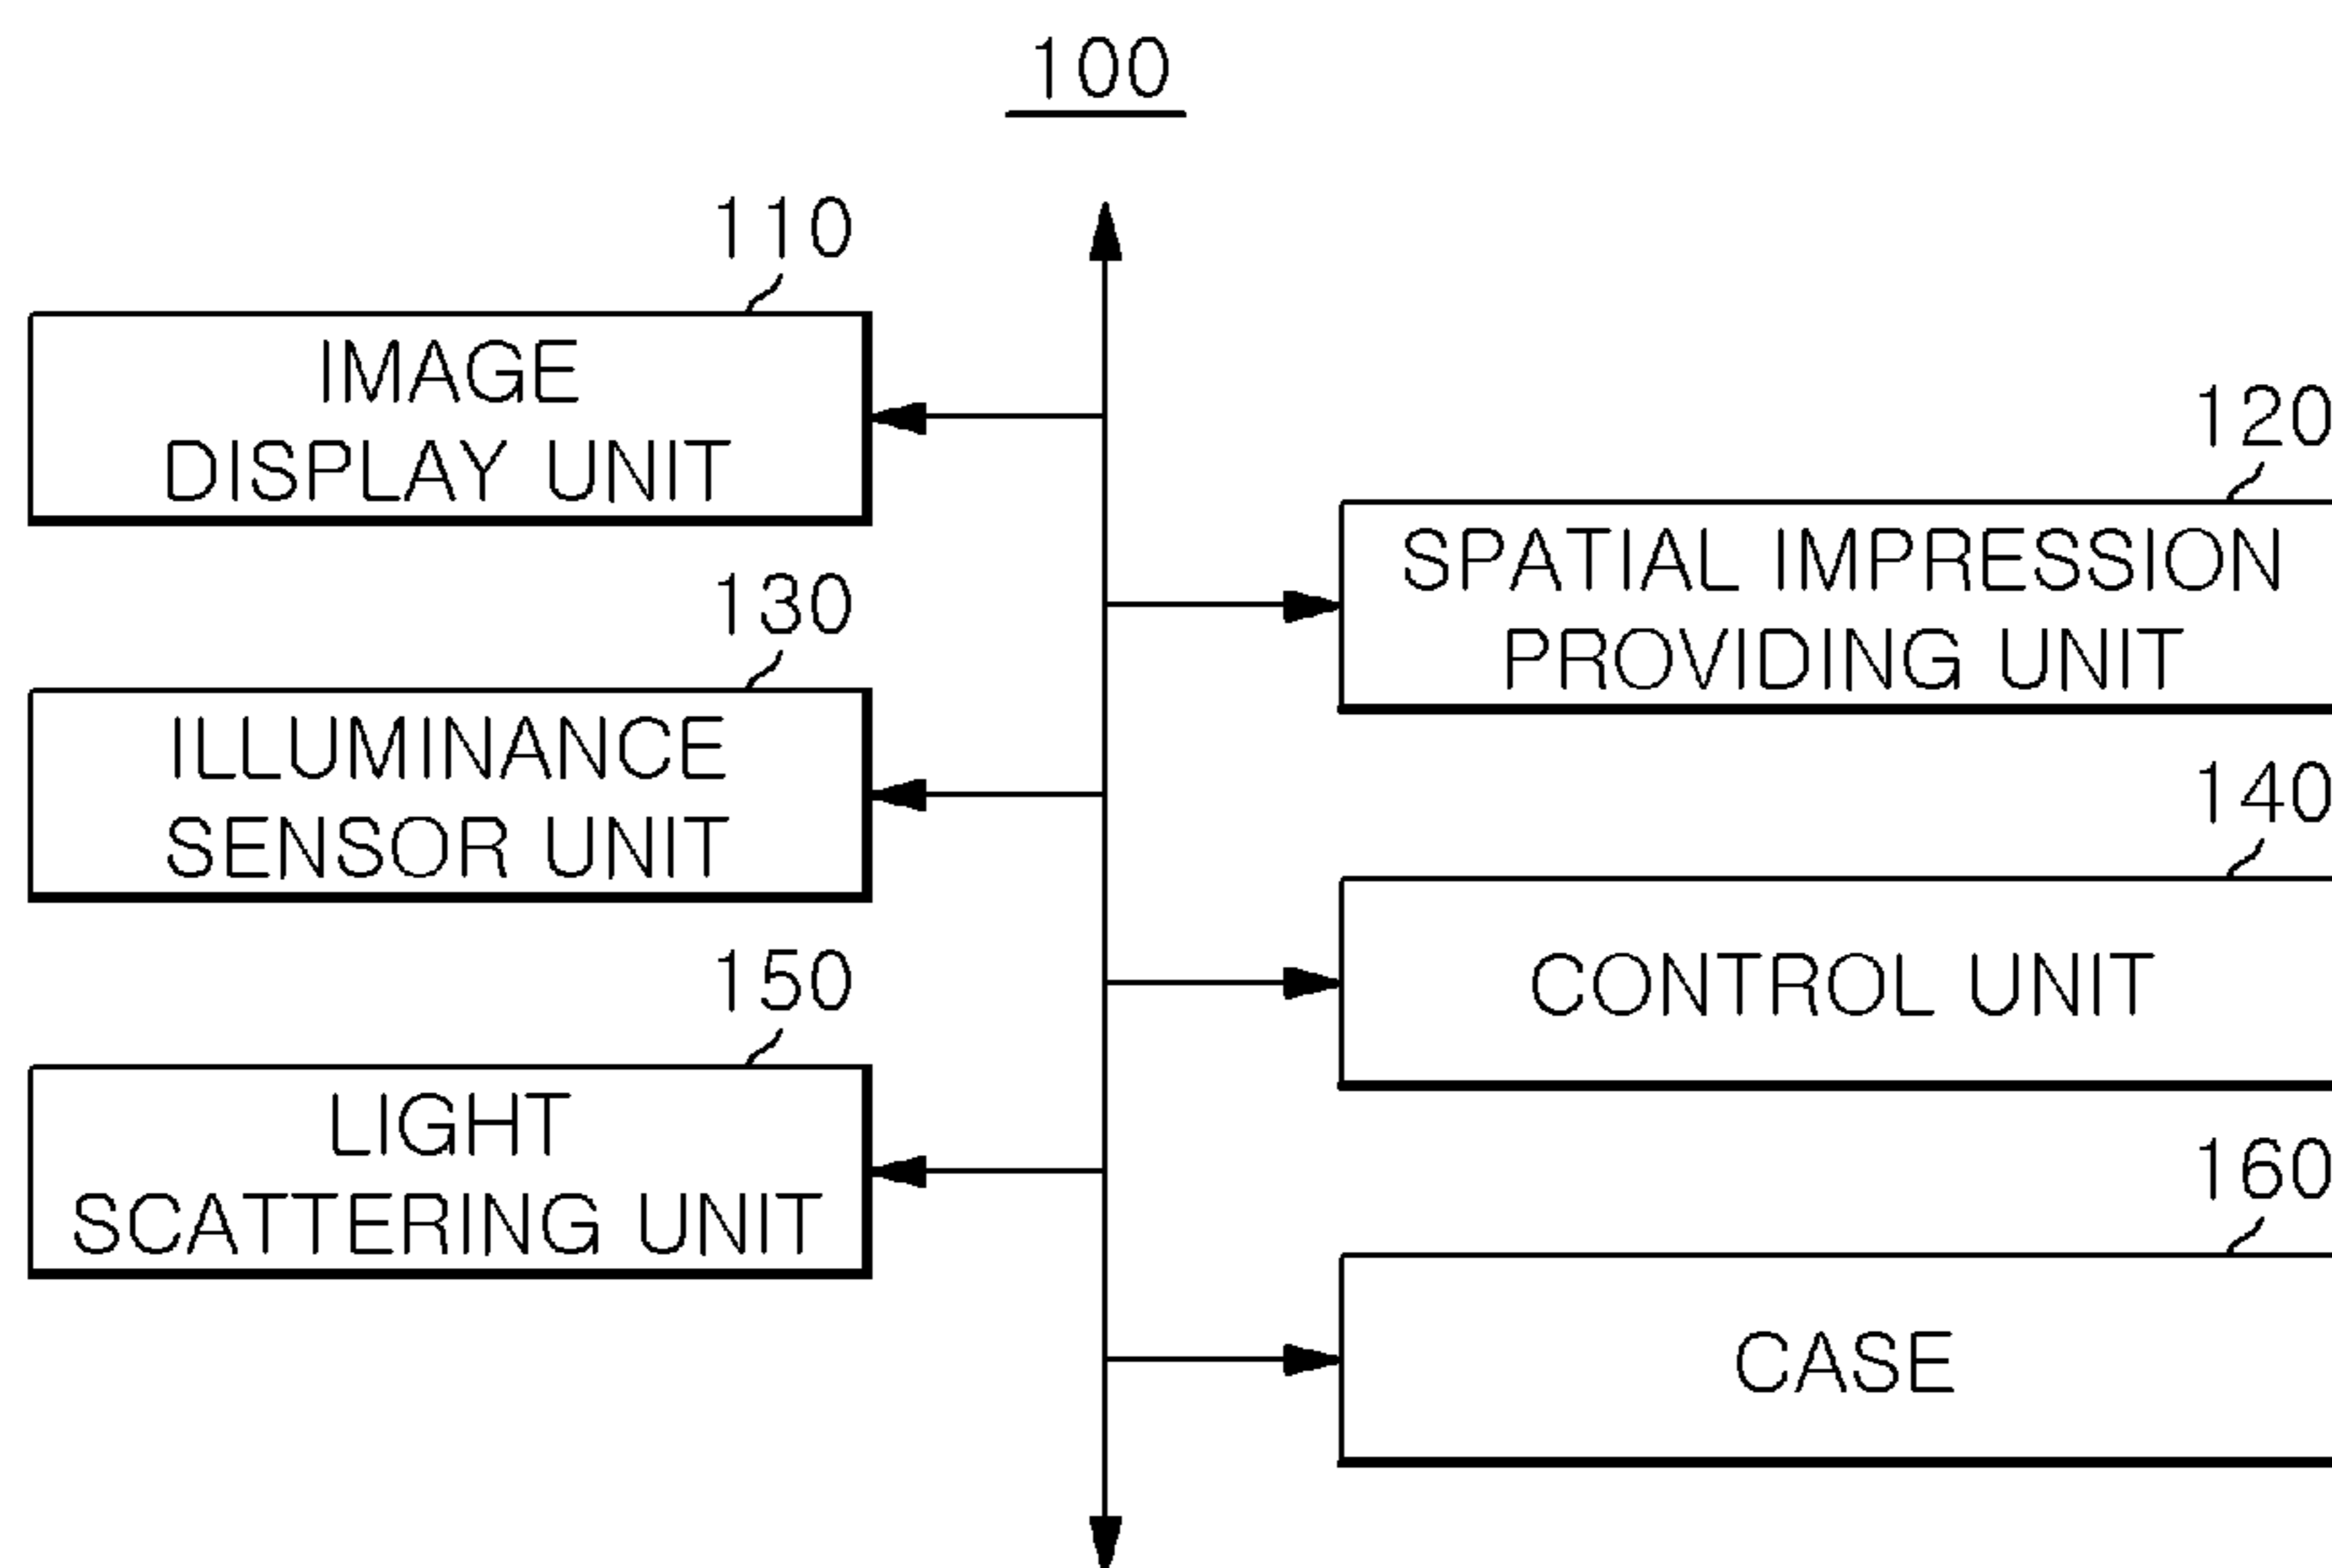 100
110
IMAGE
DISPLAY UNIT
120
SPATIAL IMPRESSION
PROVIDING UNIT
130
ILLUMINANCE
SENSOR UNIT
140
CONTROL UNIT
150
LIGHT
SCATTERING UNIT
160
CASE